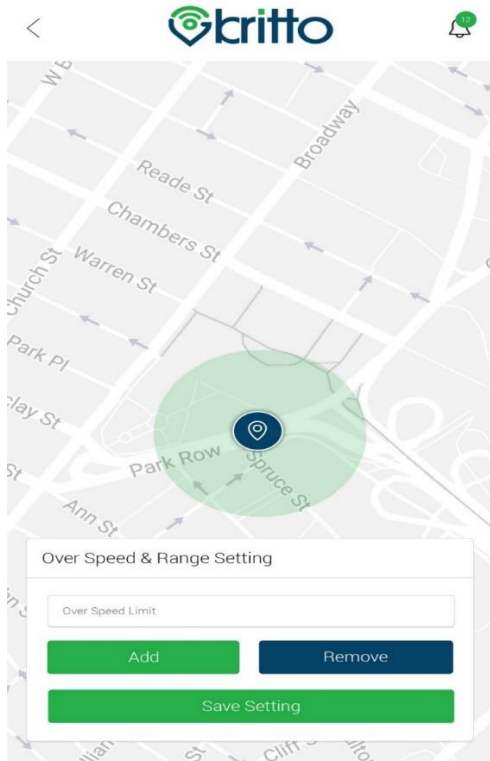 kritto
12
W B
Broadway
Reade St
Chambers St
Church St
Warren St
Park Pl
clay St
Park Row
Spruce St
St
Ann St
Over Speed & Range Setting
Over Speed Limit
Add
Remove
Save Setting
St
Cliff